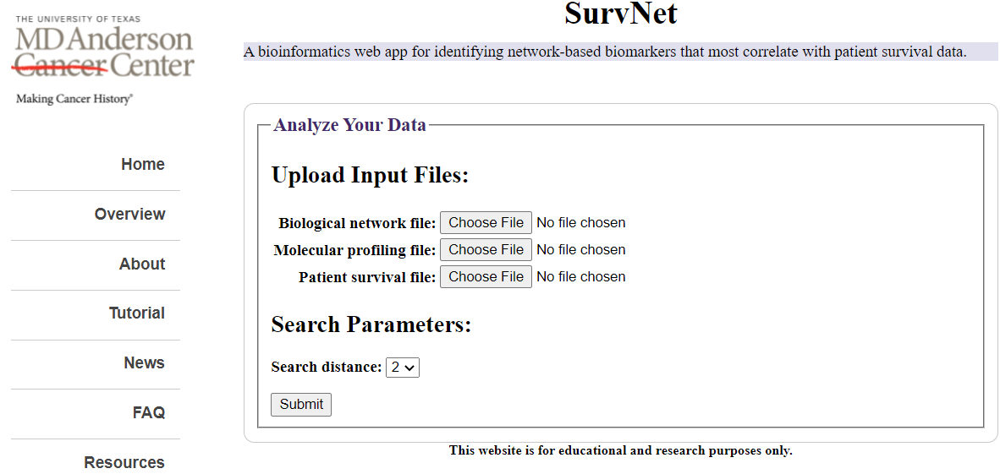 THE UNIVERSITY OF TEXAS
MD Anderson
Cancer Center
Making Cancer History®
Home
Overview
About
Tutorial
News
FAQ
Resources
SurvNet
A bioinformatics web app for identifying network-based biomarkers that most correlate with patient survival data.
Analyze Your Data
Upload Input Files:
Biological network file: Choose File No file chosen
Molecular profiling file: Choose File No file chosen
Patient survival file: Choose File No file chosen
Search Parameters:
Search distance: 2
Submit
This website is for educational and research purposes only.